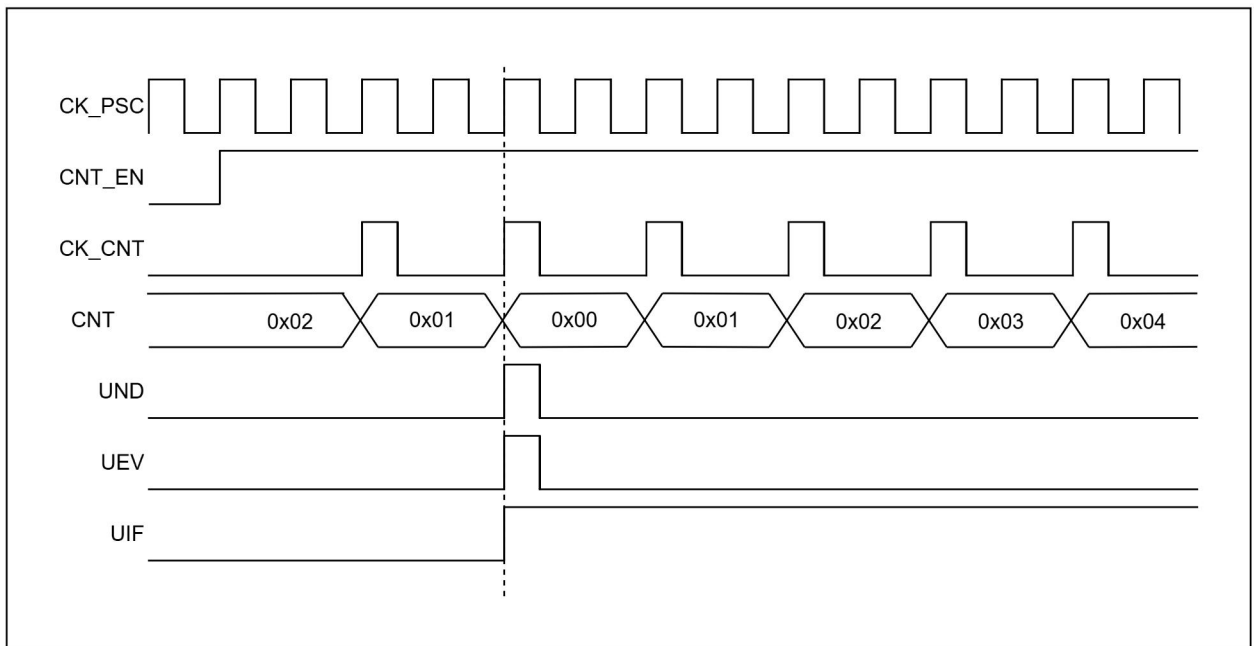 CK_PSC
CNT_EN
CK_CNT
CNT 0x02 0x01 0x00 0x01 0x02 0x03 0x04
UND
UEV
UIF